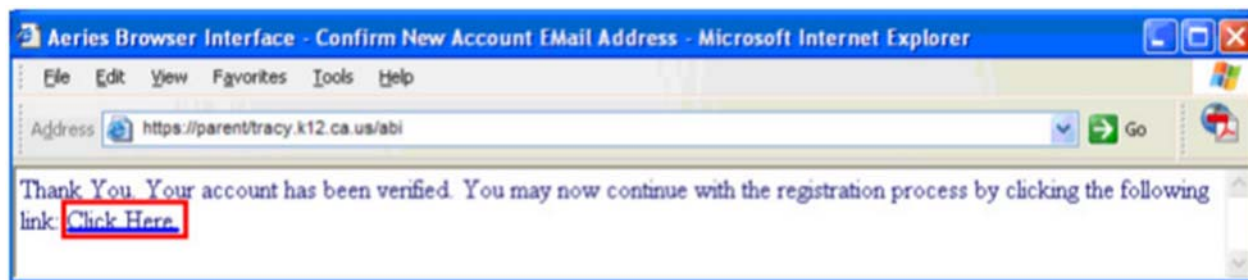 Aeries Browser Interface - Confirm New Account EMail Address - Microsoft Internet Explorer
File Edit View Favorites Tools Help
Address https://parent/tracy.k12.ca.us/abi Go
Thank You. Your account has been verified. You may now continue with the registration process by clicking the following
link: Click Here.